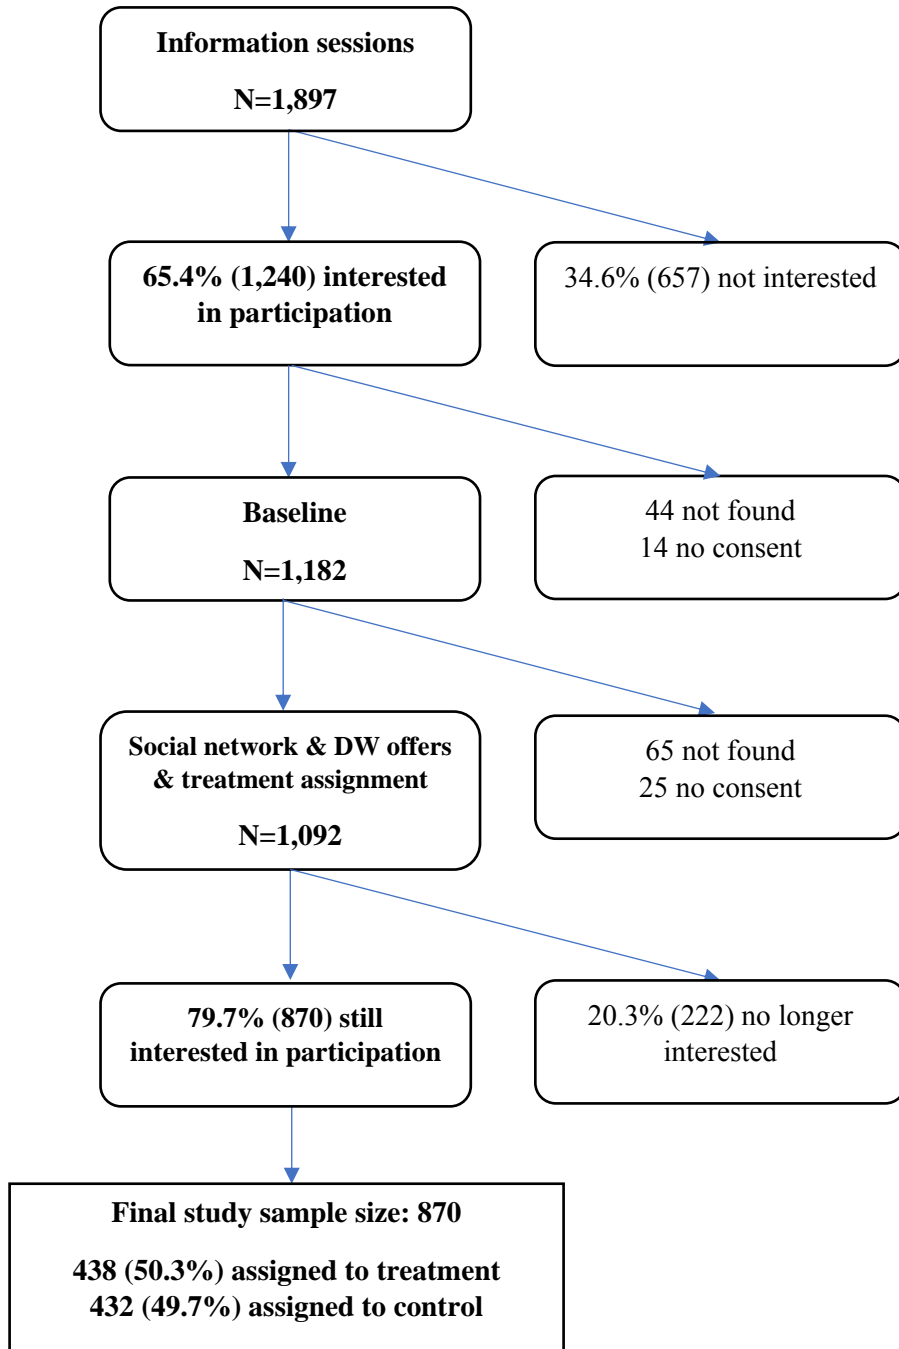 Information sessions
N=1,897
65.4% (1,240) interested
in participation
34.6% (657) not interested
Baseline
N=1,182
44 not found
14 no consent
Social network & DW offers
& treatment assignment
N=1,092
65 not found
25 no consent
79.7% (870) still
interested in participation
20.3% (222) no longer
interested
Final study sample size: 870
438 (50.3%) assigned to treatment
432 (49.7%) assigned to control